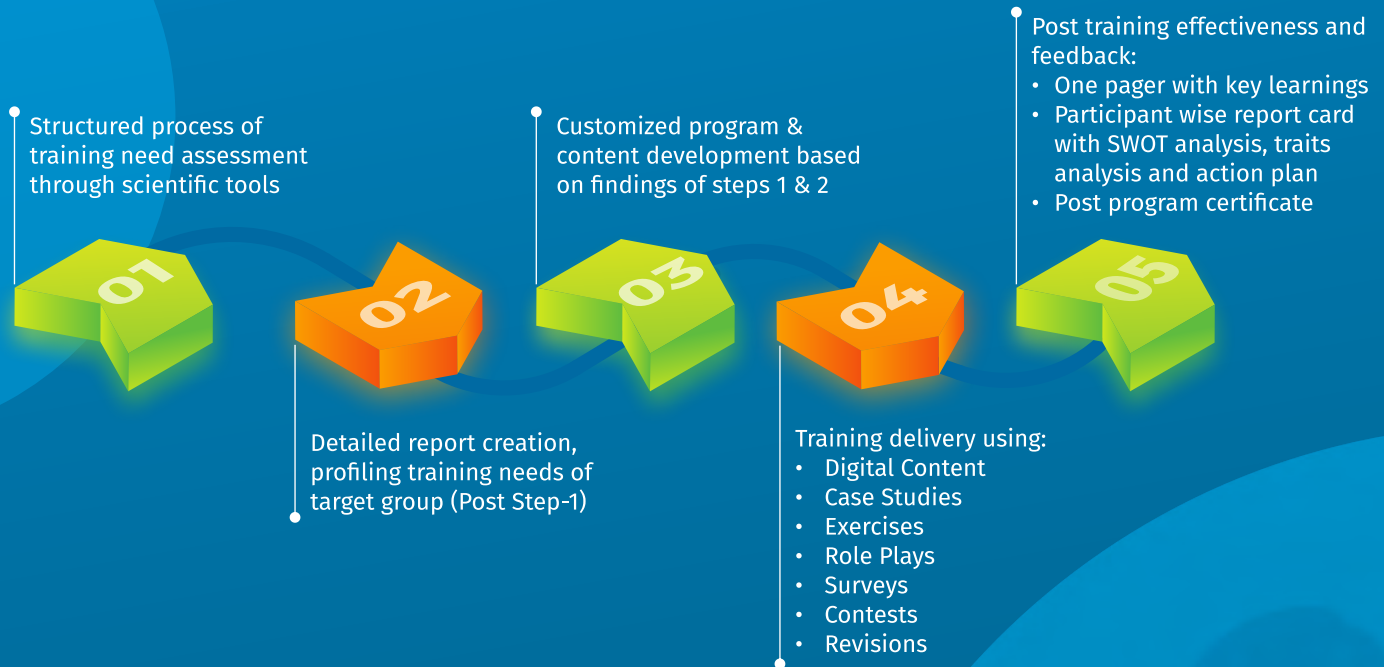 01
Structured process of
training need assessment
through scientific tools
02
Detailed report creation,
profiling training needs of
target group (Post Step-1)
03
Customized program &
content development based
on findings of steps 1 & 2
04
Training delivery using:
• Digital Content
• Case Studies
• Exercises
• Role Plays
• Surveys
• Contests
• Revisions
05
Post training effectiveness and
feedback:
• One pager with key learnings
• Participant wise report card
with SWOT analysis, traits
analysis and action plan
• Post program certificate